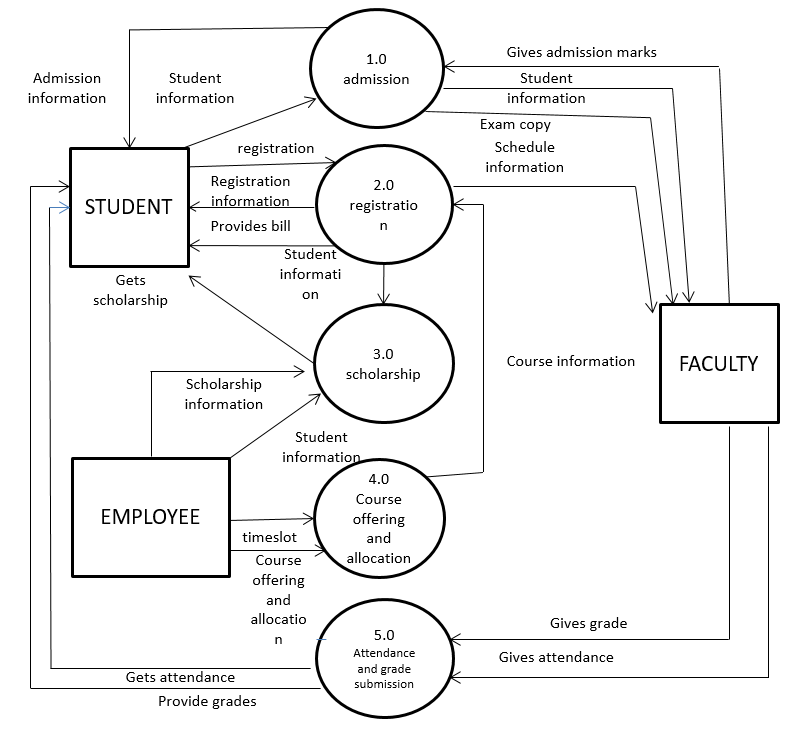 1.0
admission
Gives admission marks
Admission
information
Student
information
Student
information
Exam copy
Schedule
information
registration
2.0
registratio
n
STUDENT
Registration
information
Provides bill
Student
informati
on
Gets
scholarship
3.0
scholarship
Course information
FACULTY
Scholarship
information
Student
information
EMPLOYEE
4.0
Course
offering
and
allocation
timeslot
Course
offering
and
allocatio
n
5.0
Attendance
and grade
submission
Gives grade
Gives attendance
Gets attendance
Provide grades